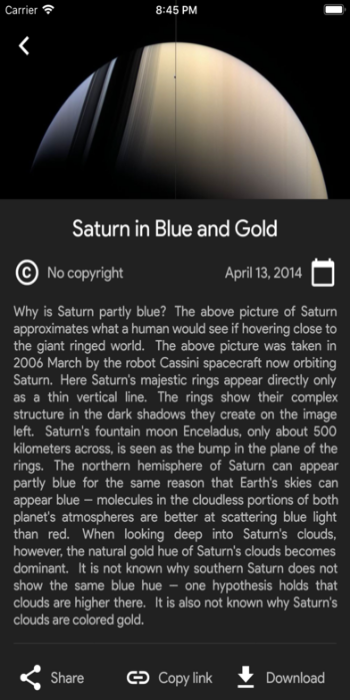 Carrier 8:45 PM
Saturn in Blue and Gold
© No copyright April 13, 2014
Why is Saturn partly blue? The above picture of Saturn
approximates what a human would see if hovering close to
the giant ringed world. The above picture was taken in
2006 March by the robot Cassini spacecraft now orbiting
Saturn. Here Saturn's majestic rings appear directly only
as a thin vertical line. The rings show their complex
structure in the dark shadows they create on the image
left. Saturn's fountain moon Enceladus, only about 500
kilometers across, is seen as the bump in the plane of the
rings. The northern hemisphere of Saturn can appear
partly blue for the same reason that Earth's skies can
appear blue — molecules in the cloudless portions of both
planet's atmospheres are better at scattering blue light
than red. When looking deep into Saturn's clouds,
however, the natural gold hue of Saturn's clouds becomes
dominant. It is not known why southern Saturn does not
show the same blue hue — one hypothesis holds that
clouds are higher there. It is also not known why Saturn's
clouds are colored gold.
Share Copy link Download